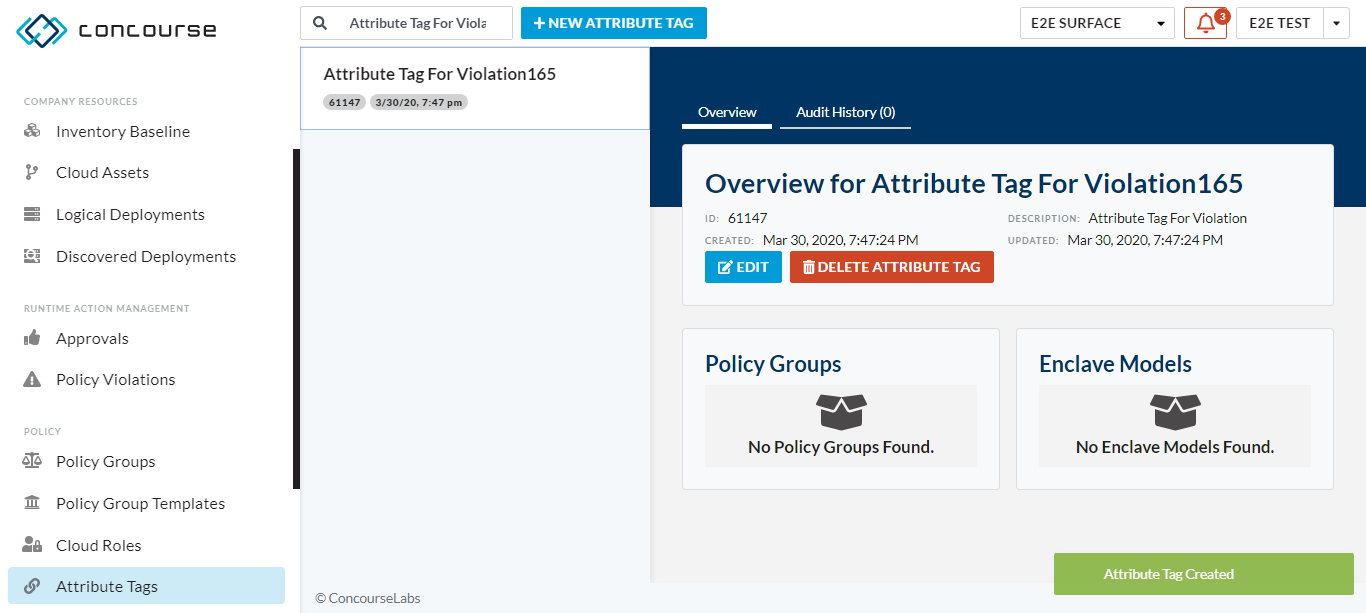 concourse
Attribute Tag For Viola
NEW ATTRIBUTE TAG
E2E SURFACE
3
E2E TEST
COMPANY RESOURCES
Inventory Baseline
Cloud Assets
Logical Deployments
Discovered Deployments
RUNTIME ACTION MANAGEMENT
Approvals
Policy Violations
POLICY
Policy Groups
Policy Group Templates
Cloud Roles
Attribute Tags
Attribute Tag For Violation165
61147 3/30/20, 7:47 pm
Overview Audit History (0)
Overview for Attribute Tag For Violation165
ID: 61147 DESCRIPTION: Attribute Tag For Violation
CREATED: Mar 30, 2020, 7:47:24 PM UPDATED: Mar 30, 2020, 7:47:24 PM
EDIT DELETE ATTRIBUTE TAG
Policy Groups
No Policy Groups Found.
Enclave Models
No Enclave Models Found.
Attribute Tag Created
© ConcourseLabs